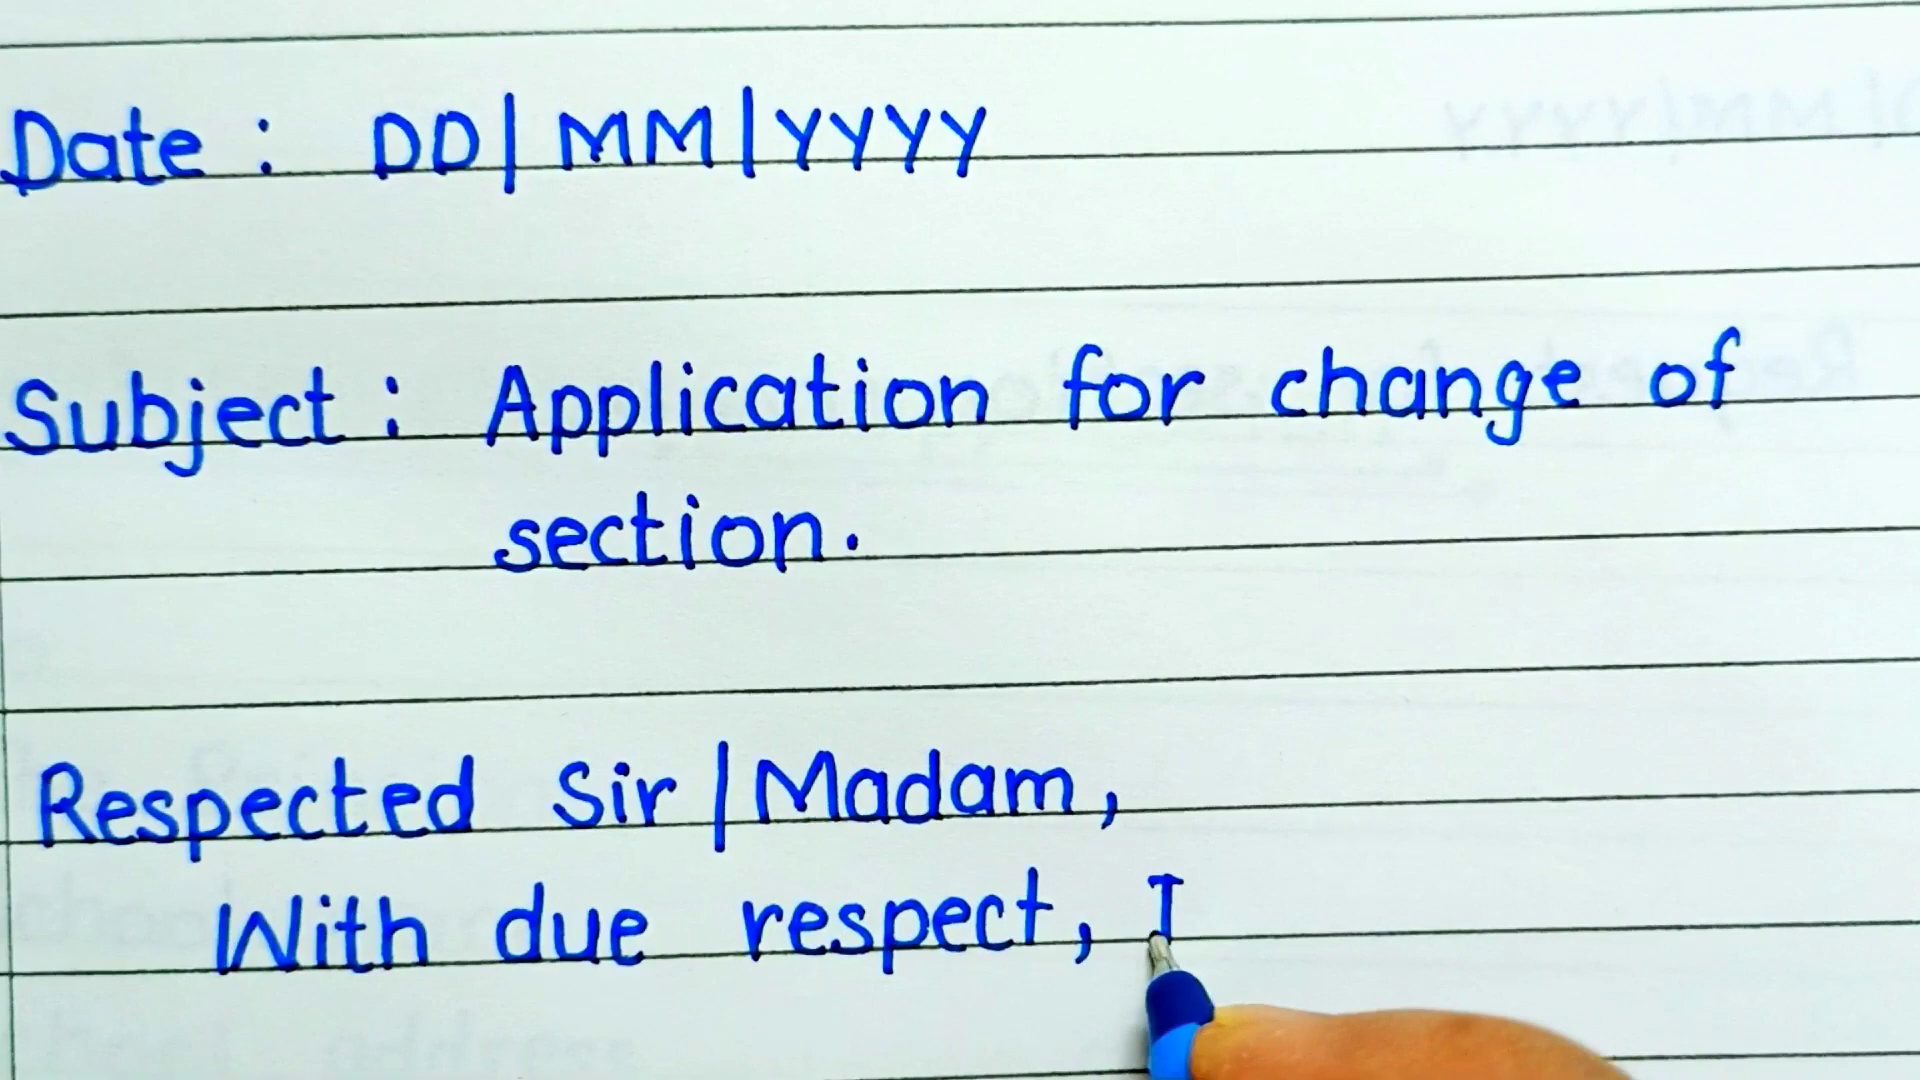 Date : DD/MM/YYYY
Subject : Application for change of
section.
Respected Sir/Madam,
With due respect, I